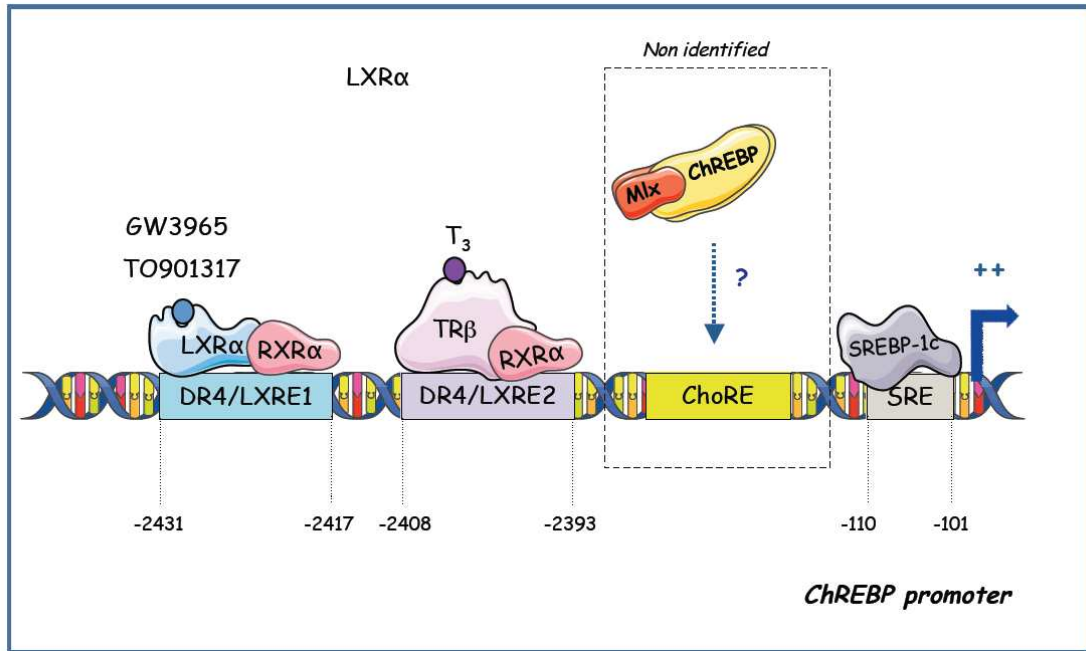 Non identified
LXRα
ChREBP
Mlx
GW3965
TO901317
T3
?
++
LXRα
RXRα
TRβ
RXRα
SREBP-1c
DR4/LXRE1
DR4/LXRE2
ChoRE
SRE
-2431
-2417
-2408
-2393
-110
-101
ChREBP promoter